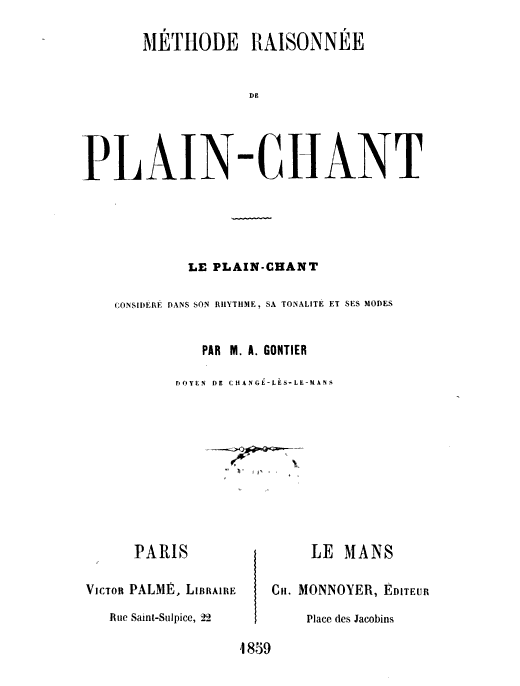 MÉTHODE RAISONNÉE
DE
PLAIN-CHANT
LE PLAIN-CHANT
CONSIDÉRÉ DANS SON RHYTHME, SA TONALITÉ ET SES MODES
PAR M. A. GONTIER
DOYEN DE CHANGÉ-LÈS-LE-MANS
PARIS
VICTOR PALMÉ, LIBRAIRE
Rue Saint-Sulpice, 22
LE MANS
CH. MONNOYER, ÉDITEUR
Place des Jacobins
1859